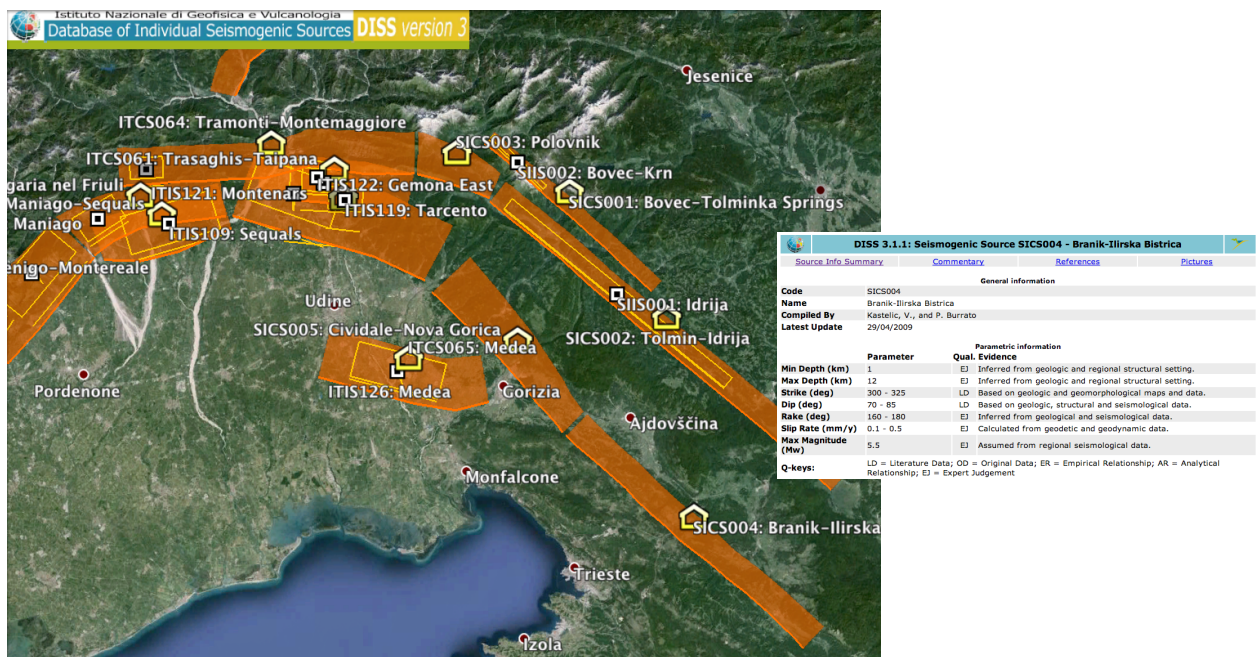 Istituto Nazionale di Geofisica e Vulcanologia
Database of Individual Seismogenic Sources DISS version 3
Jesenice
ITCS064: Tramonti-Montemaggiore
SICS003: Polovnik
ITCS061: Trasaghis-Taipana
SIIS002: Bovec-Krn
garia nel Friuli
ITIS121: Montenars
ITIS122: Gemona East
Maniago-Sequals
SICS001: Bovec-Tolminka Springs
ITIS119: Tarcento
Maniago
ITIS109: Sequals
enigo-Montereale
Udine
SIIS001: Idrija
SICS005: Cividale-Nova Gorica
SICS002: Tolmin-Idrija
ITCS065: Medea
Pordenone
ITIS126: Medea
Gorizia
Ajdovščina
Monfalcone
SICS004: Branik-Ilirska
Trieste
Izola
DISS 3.1.1: Seismogenic Source SICS004 - Branik-Ilirska Bistrica
Source Info Summary Commentary References Pictures
General information
Code SICS004
Name Branik-Ilirska Bistrica
Compiled By Kastelic, V., and P. Burrato
Latest Update 29/04/2009
Parametric information
Parameter Qual. Evidence
Min Depth (km) 1 EJ Inferred from geologic and regional structural setting.
Max Depth (km) 12 EJ Inferred from geologic and regional structural setting.
Strike (deg) 300 - 325 LD Based on geologic and geomorphological maps and data.
Dip (deg) 70 - 85 LD Based on geologic, structural and seismological data.
Rake (deg) 160 - 180 EJ Inferred from geological and seismological data.
Slip Rate (mm/y) 0.1 - 0.5 EJ Calculated from geodetic and geodynamic data.
Max Magnitude
(Mw) 5.5 EJ Assumed from regional seismological data.
Q-keys: LD = Literature Data; OD = Original Data; ER = Empirical Relationship; AR = Analytical
Relationship; EJ = Expert Judgement